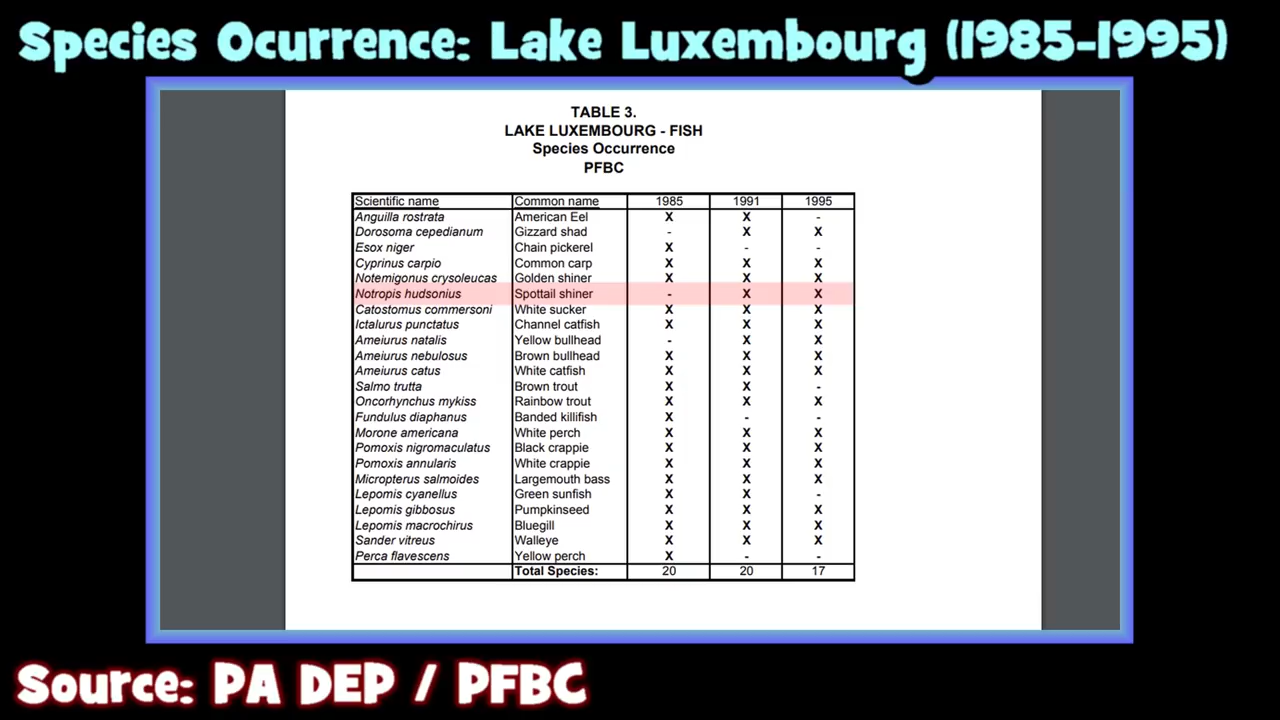 Species Ocurrence: Lake Luxembourg (1985-1995)
TABLE 3.
LAKE LUXEMBOURG - FISH
Species Occurrence
PFBC
Scientific name Common name 1985 1991 1995
Anguilla rostrata American Eel X X -
Dorosoma cepedianum Gizzard shad - X X
Esox niger Chain pickerel X - -
Cyprinus carpio Common carp X X X
Notemigonus crysoleucas Golden shiner X X X
Notropis hudsonius Spottail shiner - X X
Catostomus commersoni White sucker X X X
Ictalurus punctatus Channel catfish X X X
Ameiurus natalis Yellow bullhead - X X
Ameiurus nebulosus Brown bullhead X X X
Ameiurus catus White catfish X X X
Salmo trutta Brown trout X X -
Oncorhynchus mykiss Rainbow trout X X X
Fundulus diaphanus Banded killifish X - -
Morone americana White perch X X X
Pomoxis nigromaculatus Black crappie X X X
Pomoxis annularis White crappie X X X
Micropterus salmoides Largemouth bass X X X
Lepomis cyanellus Green sunfish X X -
Lepomis gibbosus Pumpkinseed X X X
Lepomis macrochirus Bluegill X X X
Sander vitreus Walleye X X X
Perca flavescens Yellow perch X - -
Total Species: 20 20 17
Source: PA DEP / PFBC